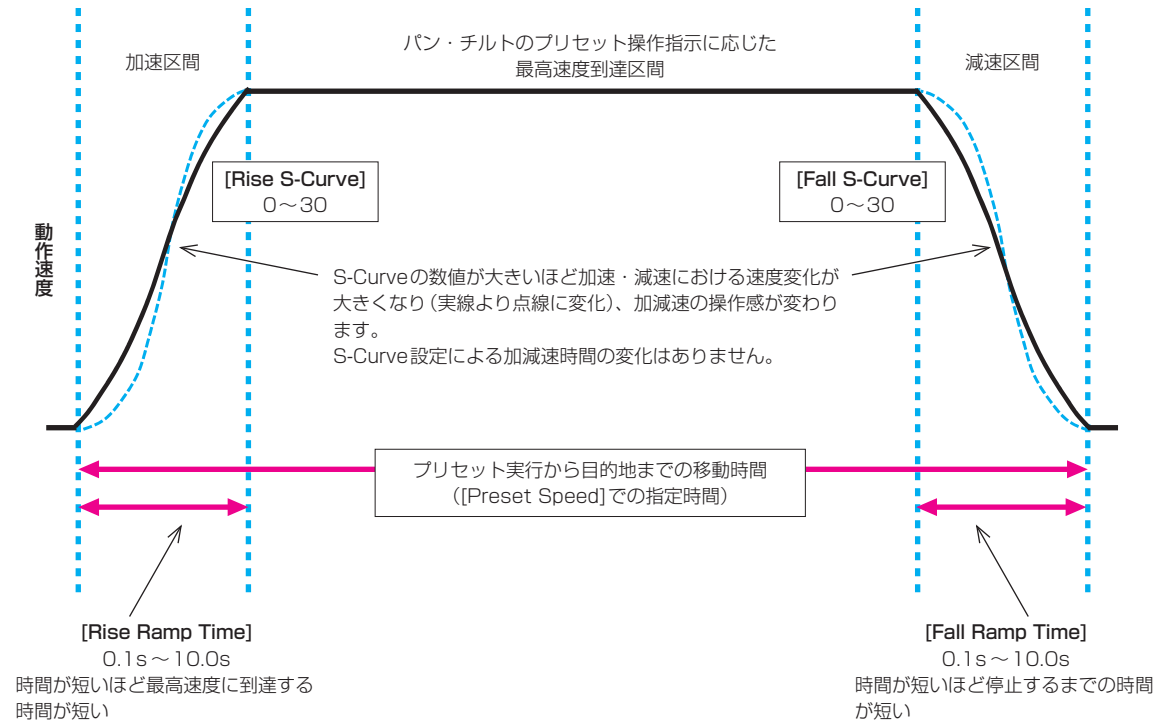 加速区間
パン・チルトのプリセット操作指示に応じた
最高速度到達区間
減速区間
[Rise S-Curve]
0～30
[Fall S-Curve]
0～30
動作速度
S-Curveの数値が大きいほど加速・減速における速度変化が
大きくなり（実線より点線に変化）、加減速の操作感が変わり
ます。
S-Curve設定による加減速時間の変化はありません。
プリセット実行から目的地までの移動時間
（[Preset Speed]での指定時間）
[Rise Ramp Time]
0.1s～10.0s
時間が短いほど最高速度に到達する
時間が短い
[Fall Ramp Time]
0.1s～10.0s
時間が短いほど停止するまでの時間
が短い